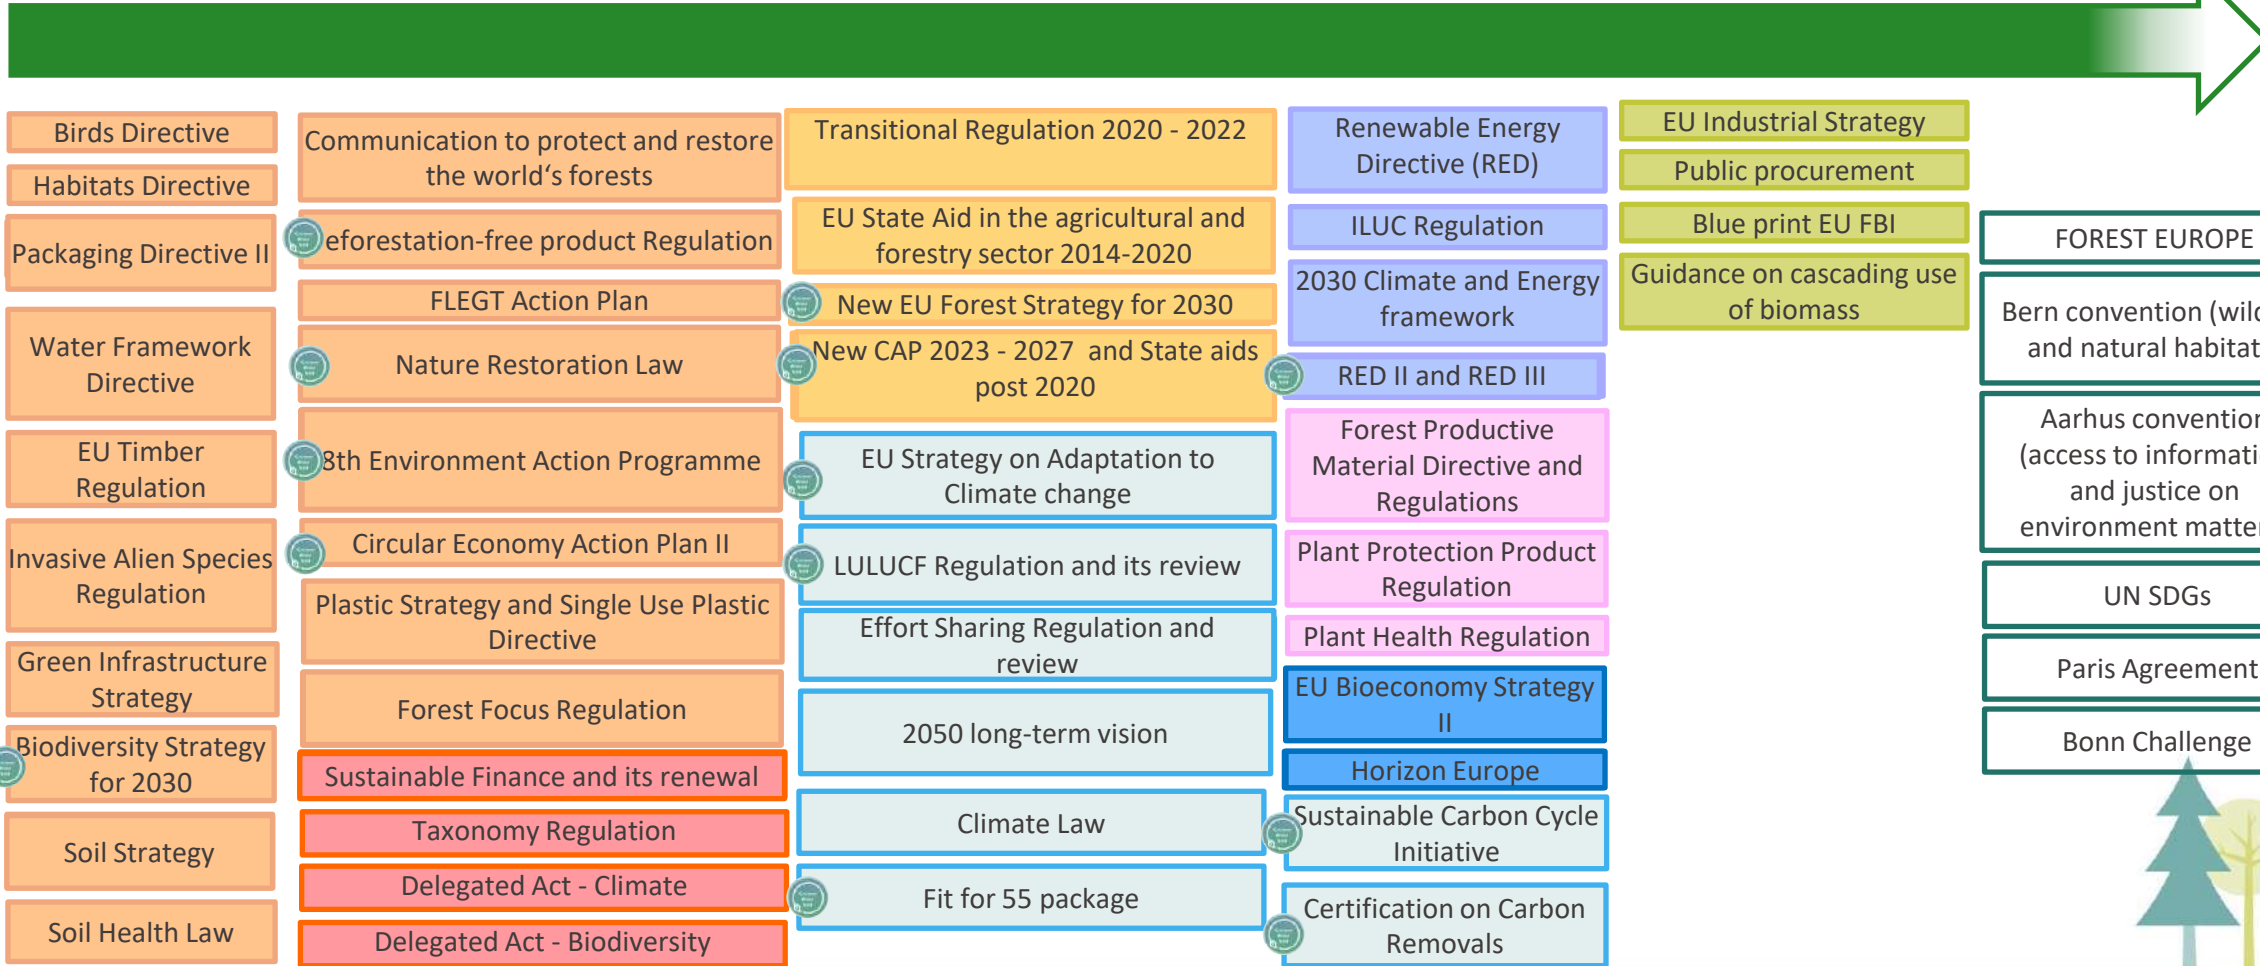 Birds Directive
Habitats Directive
Packaging Directive II
Water Framework
Directive
EU Timber
Regulation
Invasive Alien Species
Regulation
Green Infrastructure
Strategy
Biodiversity Strategy
for 2030
Soil Strategy
Soil Health Law
Communication to protect and restore
the world‘s forests
eforestation-free product Regulation
FLEGT Action Plan
Nature Restoration Law
8th Environment Action Programme
Circular Economy Action Plan II
Plastic Strategy and Single Use Plastic
Directive
Forest Focus Regulation
Sustainable Finance and its renewal
Taxonomy Regulation
Delegated Act - Climate
Delegated Act - Biodiversity
Transitional Regulation 2020 - 2022
EU State Aid in the agricultural and
forestry sector 2014-2020
New EU Forest Strategy for 2030
New CAP 2023 - 2027 and State aids
post 2020
EU Strategy on Adaptation to
Climate change
LULUCF Regulation and its review
Effort Sharing Regulation and
review
2050 long-term vision
Climate Law
Fit for 55 package
Renewable Energy
Directive (RED)
ILUC Regulation
2030 Climate and Energy
framework
RED II and RED III
Forest Productive
Material Directive and
Regulations
Plant Protection Product
Regulation
Plant Health Regulation
EU Bioeconomy Strategy
II
Horizon Europe
Sustainable Carbon Cycle
Initiative
Certification on Carbon
Removals
EU Industrial Strategy
Public procurement
Blue print EU FBI
Guidance on cascading use
of biomass
FOREST EUROPE
Bern convention (wild
and natural habitat
Aarhus convention
(access to informati
and justice on
environment matter
UN SDGs
Paris Agreement
Bonn Challenge